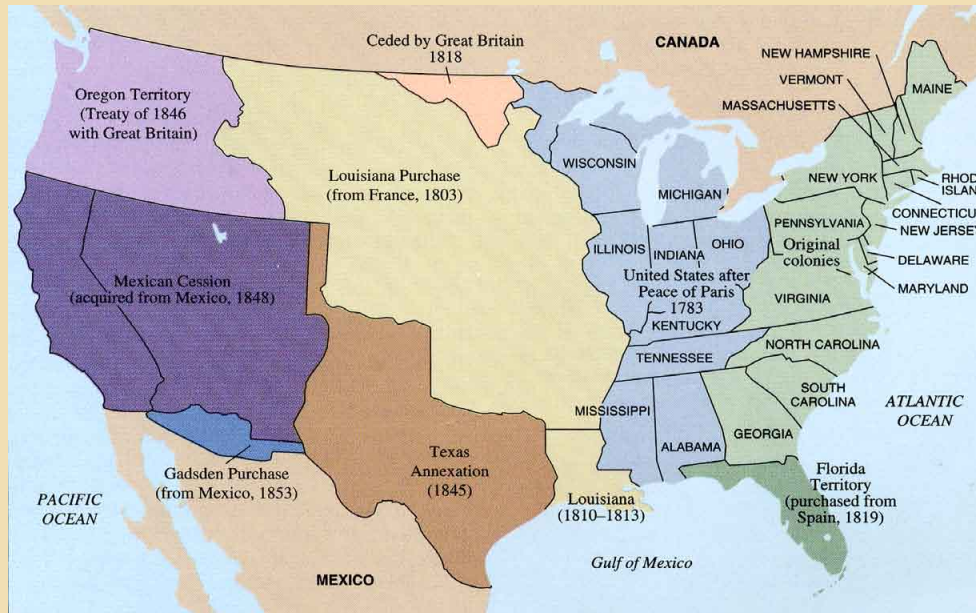 Ceded by Great Britain
1818
CANADA
NEW HAMPSHIRE
VERMONT
MASSACHUSETTS
MAINE
Oregon Territory
(Treaty of 1846
with Great Britain)
Louisiana Purchase
(from France, 1803)
WISCONSIN
MICHIGAN
NEW YORK
RHOD
ISLAN
CONNECTICU
NEW JERSEY
PENNSYLVANIA
Original
colonies
DELAWARE
MARYLAND
ILLINOIS
INDIANA
OHIO
United States after
Peace of Paris
1783
VIRGINIA
KENTUCKY
Mexican Cession
(acquired from Mexico, 1848)
TENNESSEE
NORTH CAROLINA
SOUTH
CAROLINA
ATLANTIC
OCEAN
MISSISSIPPI
ALABAMA
GEORGIA
Gadsden Purchase
(from Mexico, 1853)
Texas
Annexation
(1845)
Louisiana
(1810–1813)
Florida
Territory
(purchased from
Spain, 1819)
PACIFIC
OCEAN
Gulf of Mexico
MEXICO